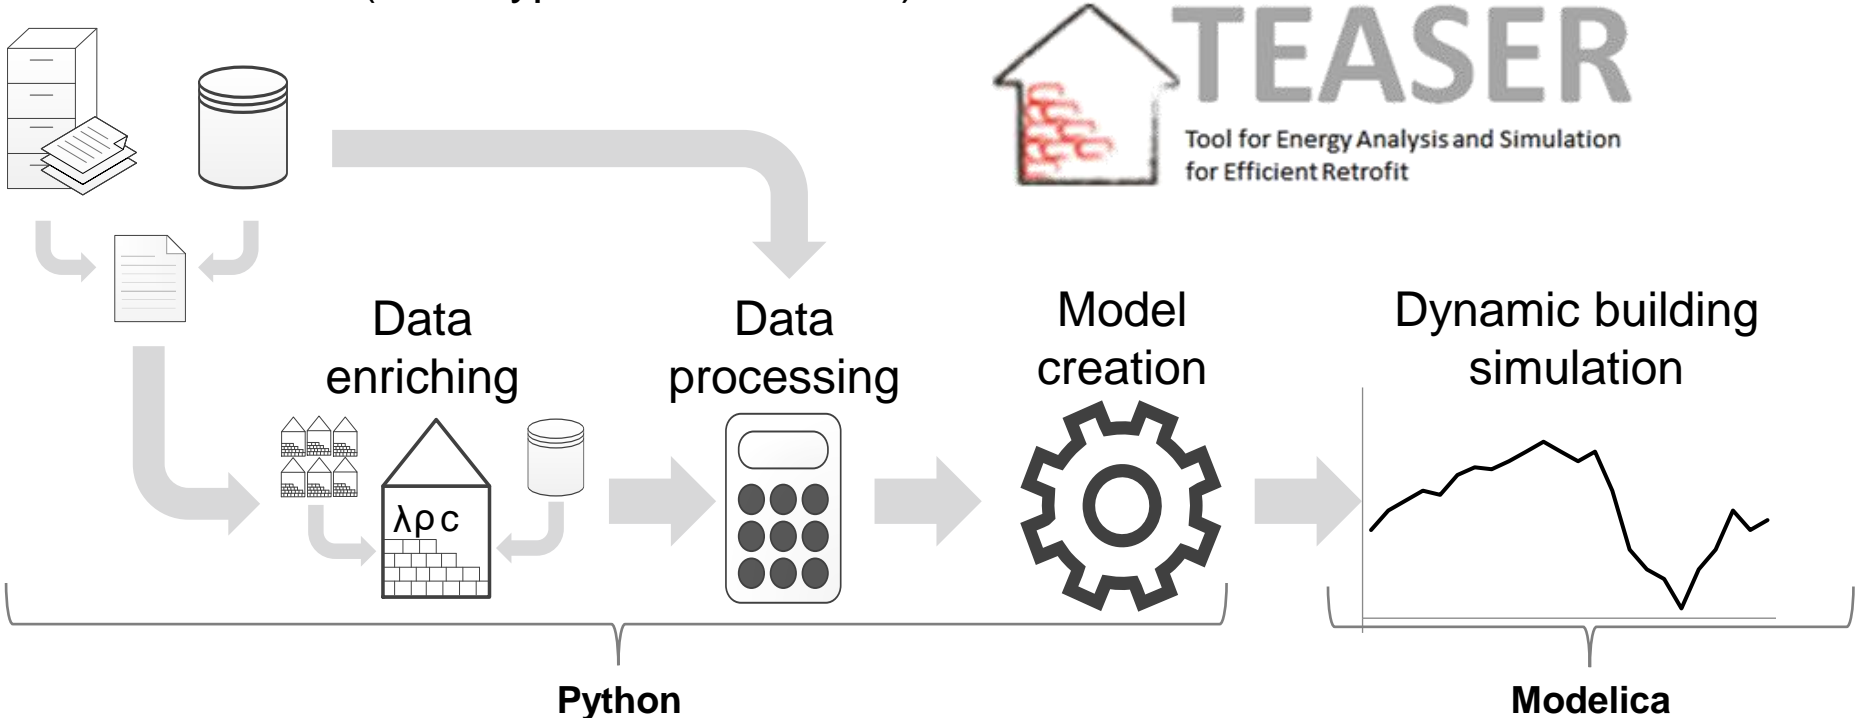 TEASER
Tool for Energy Analysis and Simulation
for Efficient Retrofit
Data
enriching
Data
processing
Model
creation
Dynamic building
simulation
λρc
Python
Modelica